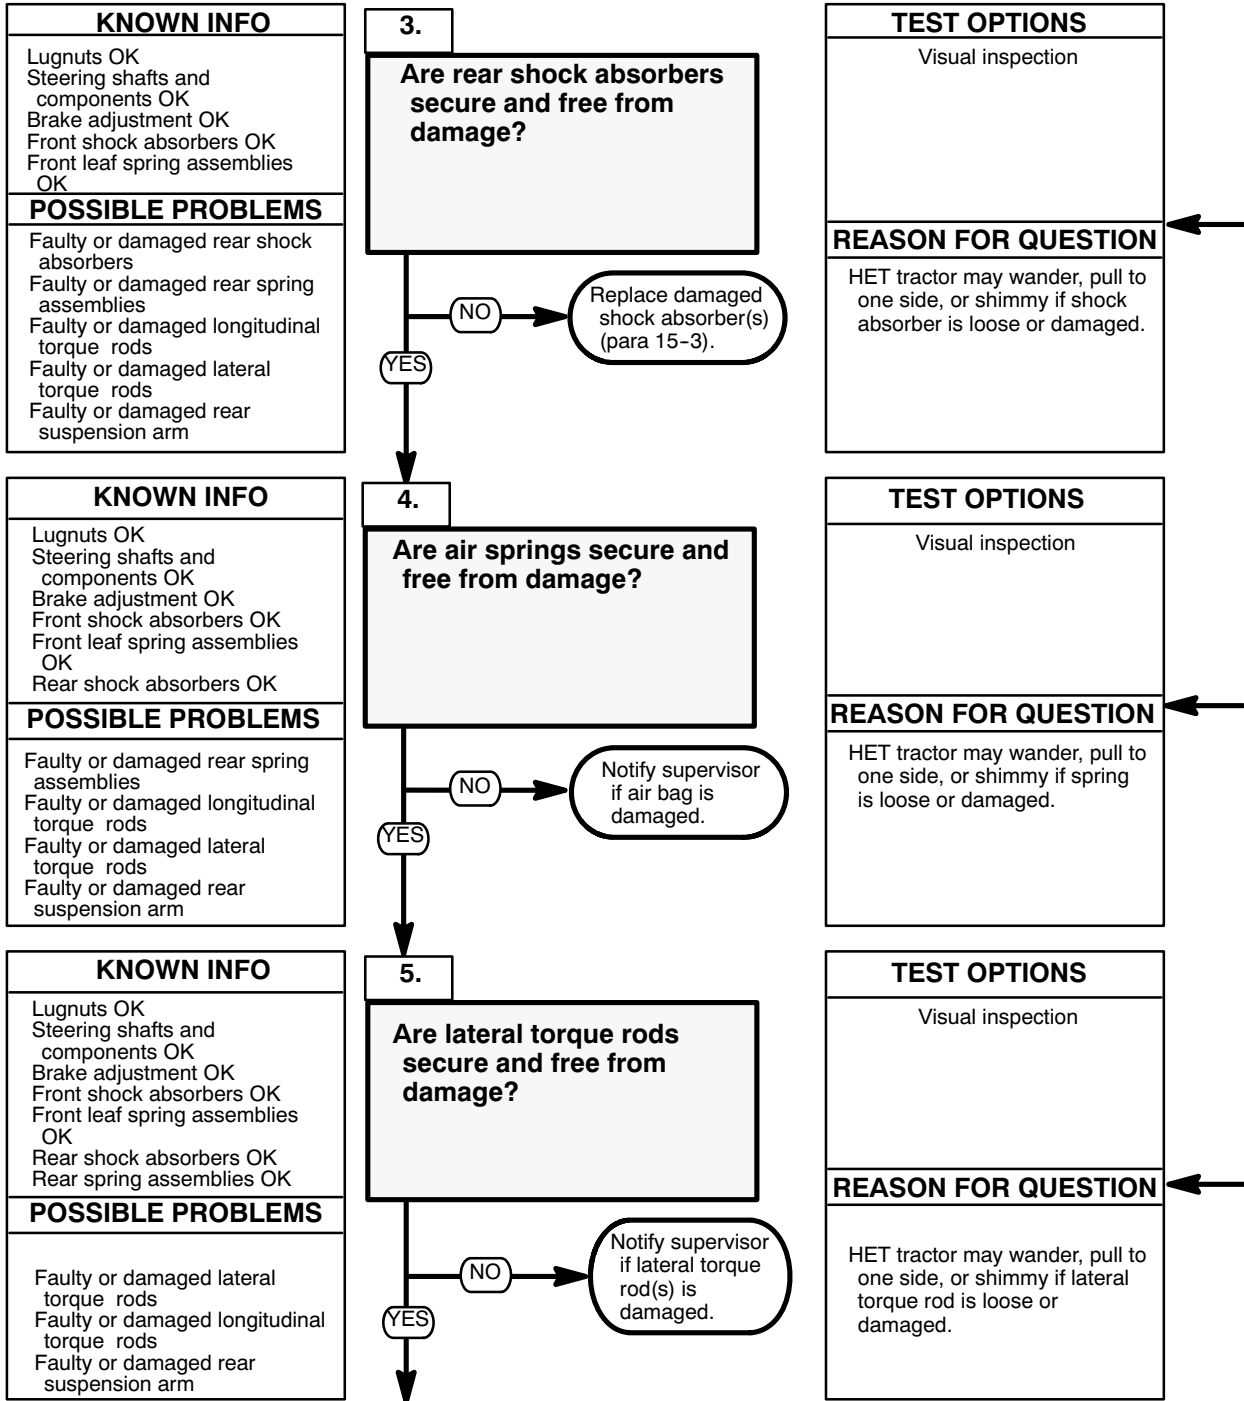 KNOWN INFO
Lugnuts OK
Steering shafts and
components OK
Brake adjustment OK
Front shock absorbers OK
Front leaf spring assemblies
OK
POSSIBLE PROBLEMS
Faulty or damaged rear shock
absorbers
Faulty or damaged rear spring
assemblies
Faulty or damaged longitudinal
torque rods
Faulty or damaged lateral
torque rods
Faulty or damaged rear
suspension arm
3.
Are rear shock absorbers
secure and free from
damage?
NO
Replace damaged
shock absorber(s)
(para 15-3).
YES
TEST OPTIONS
Visual inspection
REASON FOR QUESTION
HET tractor may wander, pull to
one side, or shimmy if shock
absorber is loose or damaged.
KNOWN INFO
Lugnuts OK
Steering shafts and
components OK
Brake adjustment OK
Front shock absorbers OK
Front leaf spring assemblies
OK
Rear shock absorbers OK
POSSIBLE PROBLEMS
Faulty or damaged rear spring
assemblies
Faulty or damaged longitudinal
torque rods
Faulty or damaged lateral
torque rods
Faulty or damaged rear
suspension arm
4.
Are air springs secure and
free from damage?
NO
Notify supervisor
if air bag is
damaged.
YES
TEST OPTIONS
Visual inspection
REASON FOR QUESTION
HET tractor may wander, pull to
one side, or shimmy if spring
is loose or damaged.
KNOWN INFO
Lugnuts OK
Steering shafts and
components OK
Brake adjustment OK
Front shock absorbers OK
Front leaf spring assemblies
OK
Rear shock absorbers OK
Rear spring assemblies OK
POSSIBLE PROBLEMS
Faulty or damaged lateral
torque rods
Faulty or damaged longitudinal
torque rods
Faulty or damaged rear
suspension arm
5.
Are lateral torque rods
secure and free from
damage?
NO
Notify supervisor
if lateral torque
rod(s) is
damaged.
YES
TEST OPTIONS
Visual inspection
REASON FOR QUESTION
HET tractor may wander, pull to
one side, or shimmy if lateral
torque rod is loose or
damaged.